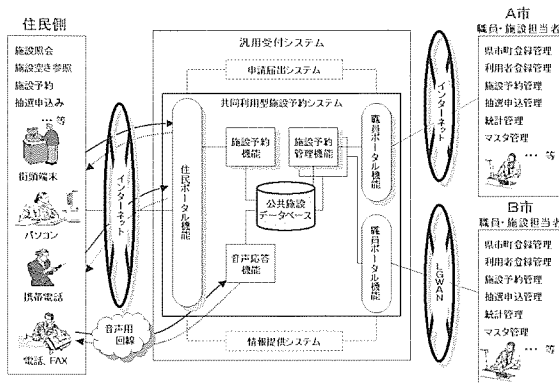 住民側
施設照会
施設空き参照
施設予約
抽選申込み
… 等
街頭端末
パソコン
携帯電話
電話、FAX
インターネット
音声用
回線
汎用受付システム
申請届出システム
共同利用型施設予約システム
住民ポータル機能
施設予約
機能
施設予約
管理機能
公共施設
データベース
音声応答
機能
職員ポータル機能
職員ポータル機能
情報提供システム
インターネット
LGWAN
A市
職員・施設担当者
県市町登録管理
利用者登録管理
施設予約管理
抽選申込管理
統計管理
マスタ管理
… 等
B市
職員・施設担当者
県市町登録管理
利用者登録管理
施設予約管理
抽選申込管理
統計管理
マスタ管理
… 等